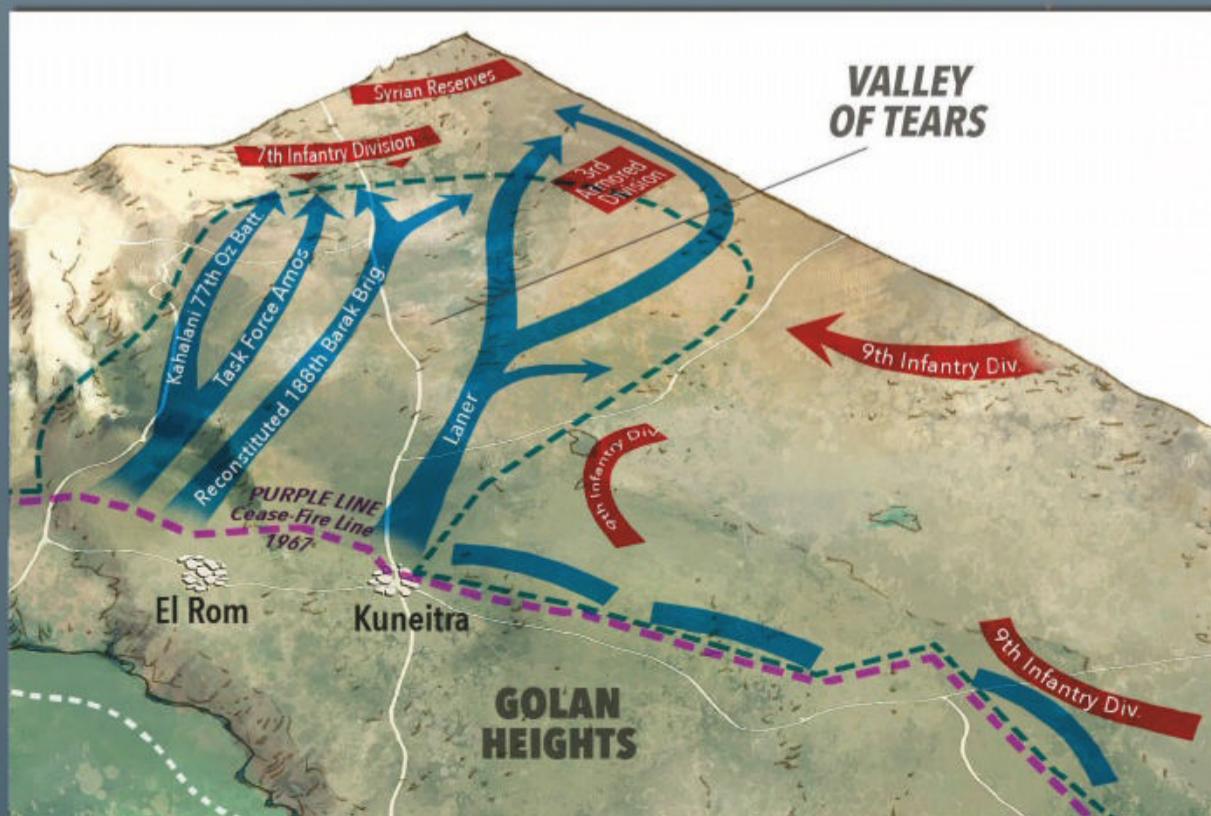 Syrian Reserves
VALLEY
OF TEARS
7th Infantry Division
3rd
Armored
Division
Kahalani 77th Oz Batt.
Task Force Amos
Reconstituted 188th Barak Brig.
Laner
9th Infantry Div.
9th Infantry Div.
PURPLE LINE
Cease-Fire Line
1967
El Rom
Kuneitra
9th Infantry Div.
GOLAN
HEIGHTS